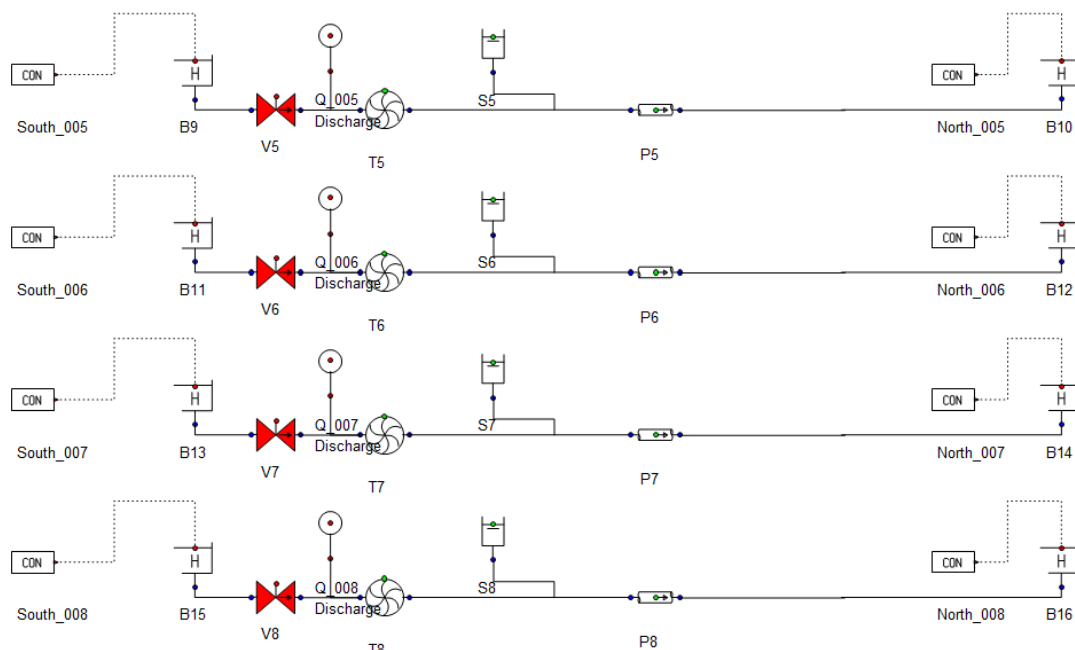 CON
H
CON
H
Q_005
S5
South_005
B9
Discharge
North_005
B10
V5
T5
P5
CON
H
CON
H
Q_006
S6
South_006
B11
Discharge
North_006
B12
V6
T6
P6
CON
H
CON
H
Q_007
S7
South_007
B13
Discharge
North_007
B14
V7
T7
P7
CON
H
CON
H
Q_008
S8
South_008
B15
Discharge
North_008
B16
V8
T8
P8